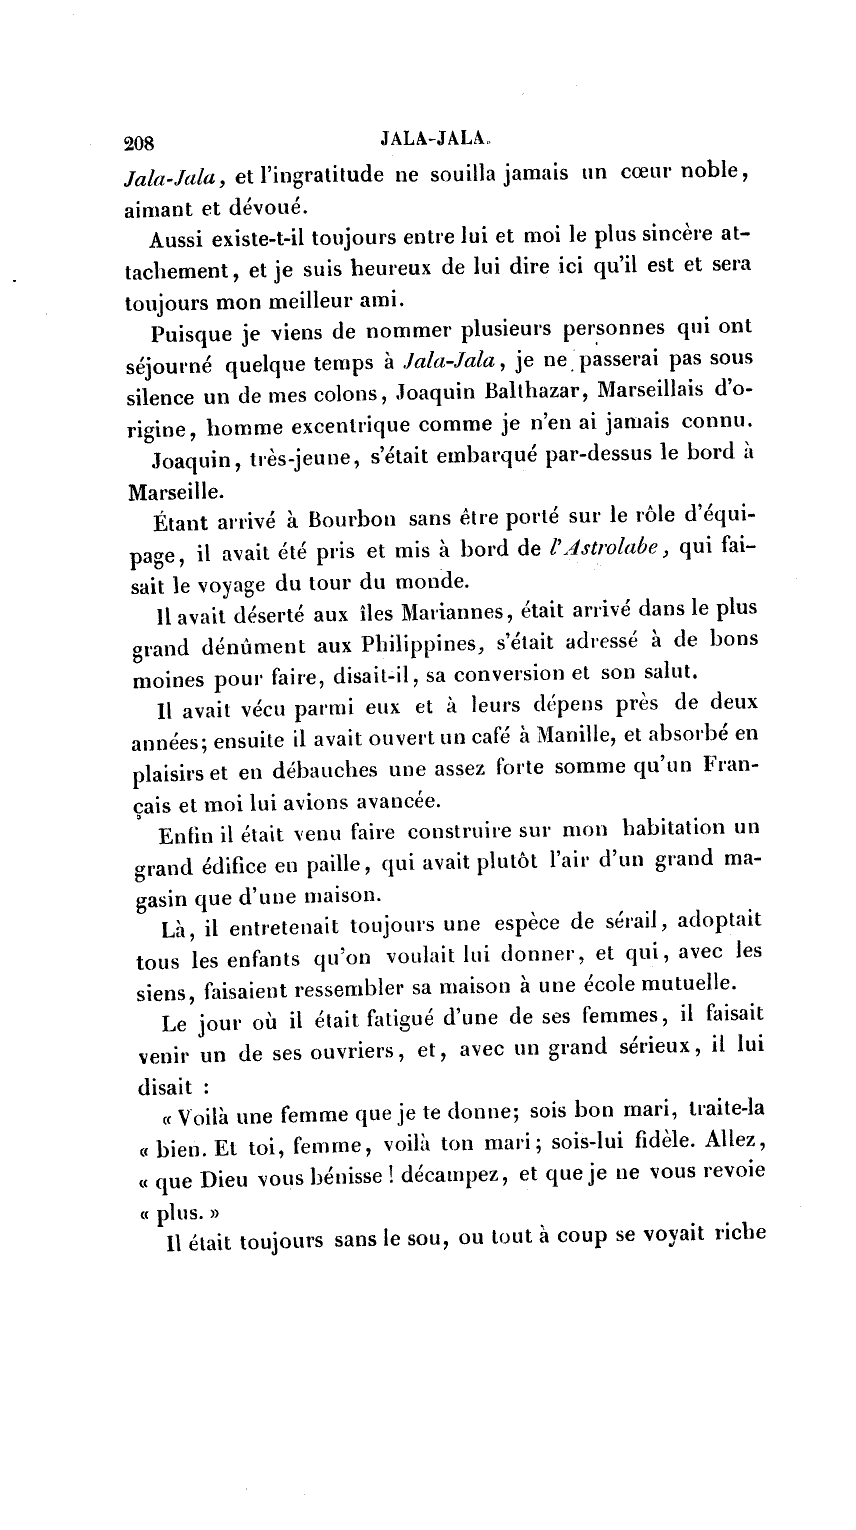 208 JALA-JALA.
Jala-Jala, et l'ingratitude ne souilla jamais un cœur noble,
aimant et dévoué.
Aussi existe-t-il toujours entre lui et moi le plus sincère at-
tachement, et je suis heureux de lui dire ici qu'il est et sera
toujours mon meilleur ami.
Puisque je viens de nommer plusieurs personnes qui ont
séjourné quelque temps à Jala-Jala, je ne passerai pas sous
silence un de mes colons, Joaquin Balthazar, Marseillais d'o-
rigine, homme excentrique comme je n'en ai jamais connu.
Joaquin, très-jeune, s'était embarqué par-dessus le bord à
Marseille.
Étant arrivé à Bourbon sans être porté sur le rôle d'équi-
page, il avait été pris et mis à bord de l'Astrolabe, qui fai-
sait le voyage du tour du monde.
Il avait déserté aux îles Mariannes, était arrivé dans le plus
grand dénûment aux Philippines, s'était adressé à de bons
moines pour faire, disait-il, sa conversion et son salut.
Il avait vécu parmi eux et à leurs dépens près de deux
années; ensuite il avait ouvert un café à Manille, et absorbé en
plaisirs et en débauches une assez forte somme qu'un Fran-
çais et moi lui avions avancée.
Enfin il était venu faire construire sur mon habitation un
grand édifice en paille, qui avait plutôt l'air d'un grand ma-
gasin que d'une maison.
Là, il entretenait toujours une espèce de sérail, adoptait
tous les enfants qu'on voulait lui donner, et qui, avec les
siens, faisaient ressembler sa maison à une école mutuelle.
Le jour où il était fatigué d'une de ses femmes, il faisait
venir un de ses ouvriers, et, avec un grand sérieux, il lui
disait :
« Voilà une femme que je te donne; sois bon mari, traite-la
« bien. Et toi, femme, voilà ton mari; sois-lui fidèle. Allez,
« que Dieu vous bénisse ! décampez, et que je ne vous revoie
« plus. »
Il était toujours sans le sou, ou tout à coup se voyait riche